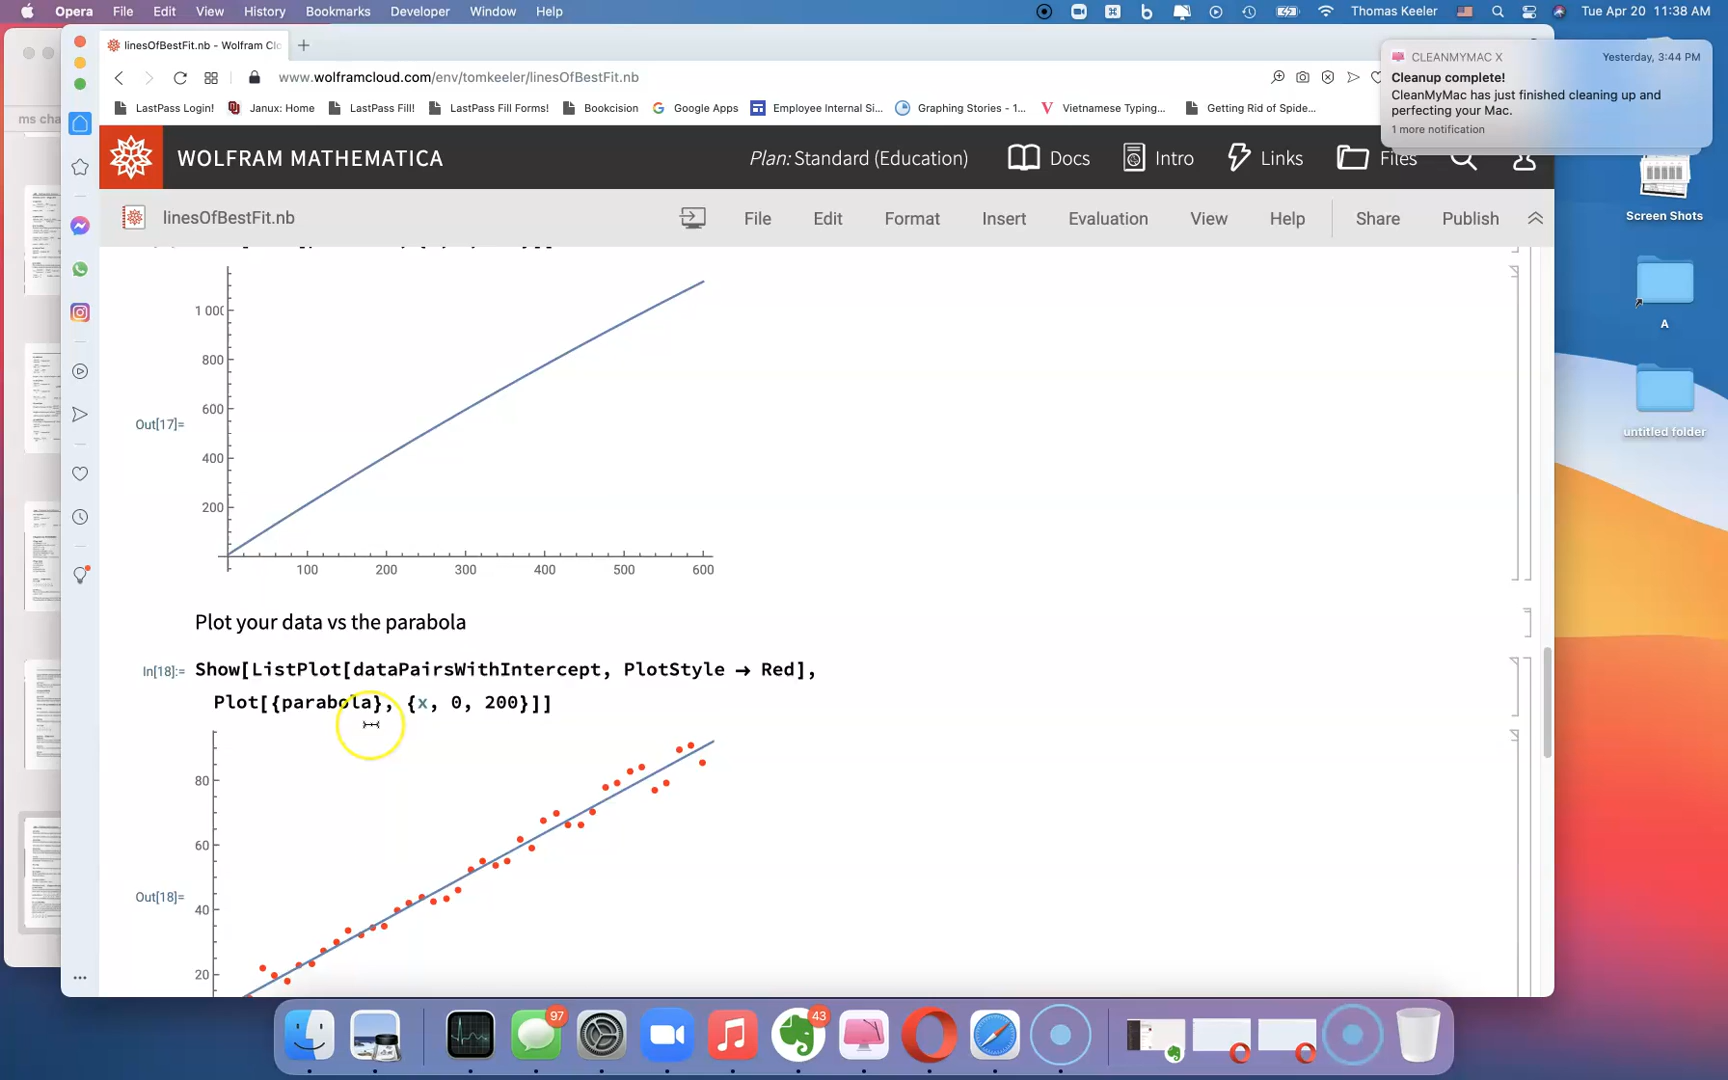 Opera File Edit View History Bookmarks Developer Window Help Thomas Keeler Tue Apr 20 11:38 AM
linesOfBestFit.nb - Wolfram Clo
www.wolframcloud.com/env/tomkeeler/linesOfBestFit.nb
LastPass Login! Janux: Home LastPass Fill! LastPass Fill Forms! Bookcision Google Apps Employee Internal Si... Graphing Stories - 1... Vietnamese Typing... Getting Rid of Spide...
CLEANMYMAC X Yesterday, 3:44 PM
Cleanup complete!
CleanMyMac has just finished cleaning up and
perfecting your Mac.
1 more notification
WOLFRAM MATHEMATICA Plan: Standard (Education) Docs Intro Links Files
linesOfBestFit.nb File Edit Format Insert Evaluation View Help Share Publish
ms cha
Screen Shots
A
untitled folder
1 000
800
600
400
200
Out[17]=
100 200 300 400 500 600
Plot your data vs the parabola
In[18]:= Show[ListPlot[dataPairsWithIntercept, PlotStyle → Red],
Plot[{parabola}, {x, 0, 200}]]
80
60
40
20
Out[18]=
97
43